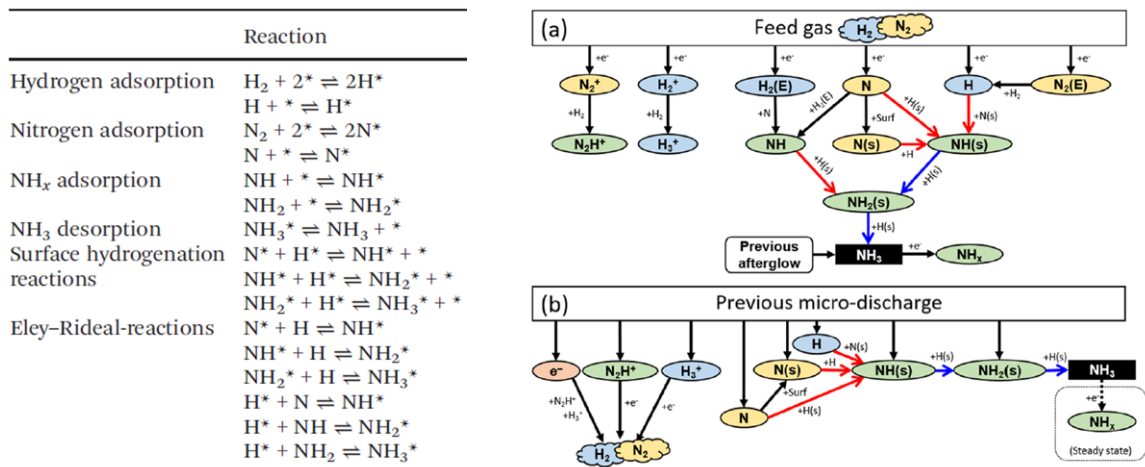 Reaction
Hydrogen adsorption H₂ + 2* ⇌ 2H*
H + * ⇌ H*
Nitrogen adsorption N₂ + 2* ⇌ 2N*
N + * ⇌ N*
NHₓ adsorption NH + * ⇌ NH*
NH₂ + * ⇌ NH₂*
NH₃ desorption NH₃* ⇌ NH₃ + *
Surface hydrogenation N* + H* ⇌ NH* + *
reactions NH* + H* ⇌ NH₂* + *
NH₂* + H* ⇌ NH₃* + *
Eley–Rideal-reactions N* + H ⇌ NH*
NH* + H ⇌ NH₂*
NH₂* + H ⇌ NH₃*
H* + N ⇌ NH*
H* + NH ⇌ NH₂*
H* + NH₂ ⇌ NH₃*
(a) Feed gas H₂ N₂
+e⁻ +e⁻ +e⁻ +e⁻ +e⁻ +e⁻
N₂⁺ H₂⁺ H₂(E) N H N₂(E)
+H₂
+H₂ +H₂ +N +H₂(E) +Surf +H(s) +N(s)
N₂H⁺ H₃⁺ NH N(s) +H NH(s)
+H(s) +H(s)
NH₂(s)
+H(s)
Previous
afterglow
NH₃ +e⁻ NHₓ
(b) Previous micro-discharge
H
+N(s)
e⁻ N₂H⁺ H₃⁺ N(s) +H NH(s) +H(s) NH₂(s) +H(s) NH₃
+N₂H⁺
+H₃⁺ +e⁻ +e⁻
+Surf
N +H(s)
+e⁻
H₂ N₂
NHₓ
(Steady state)